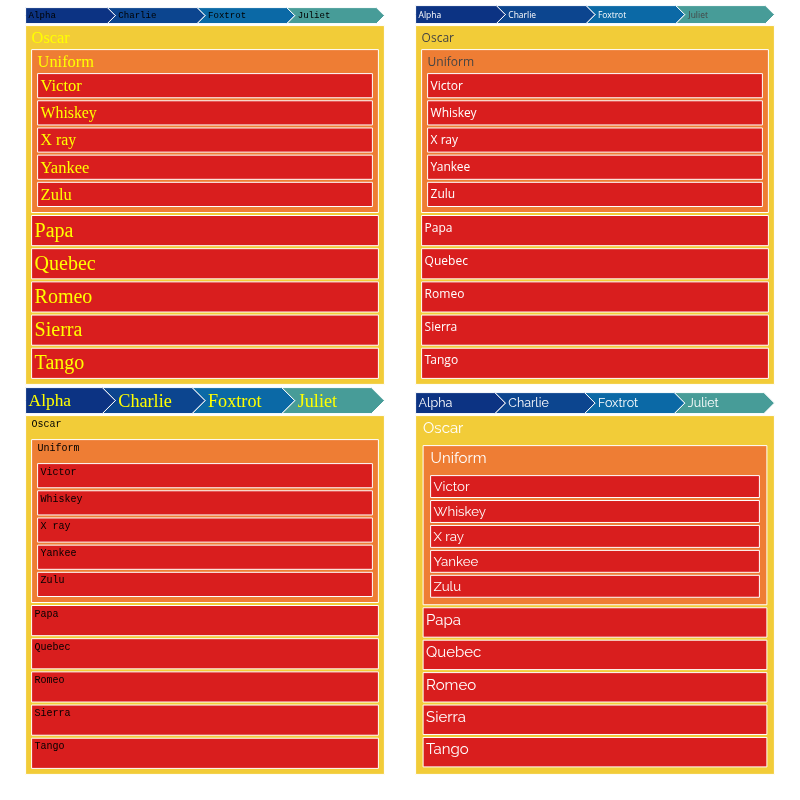 Alpha Charlie Foxtrot Juliet
Oscar
Uniform
Victor
Whiskey
X ray
Yankee
Zulu
Papa
Quebec
Romeo
Sierra
Tango
Alpha Charlie Foxtrot Juliet
Oscar
Uniform
Victor
Whiskey
X ray
Yankee
Zulu
Papa
Quebec
Romeo
Sierra
Tango
Alpha Charlie Foxtrot Juliet
Oscar
Uniform
Victor
Whiskey
X ray
Yankee
Zulu
Papa
Quebec
Romeo
Sierra
Tango
Alpha Charlie Foxtrot Juliet
Oscar
Uniform
Victor
Whiskey
X ray
Yankee
Zulu
Papa
Quebec
Romeo
Sierra
Tango